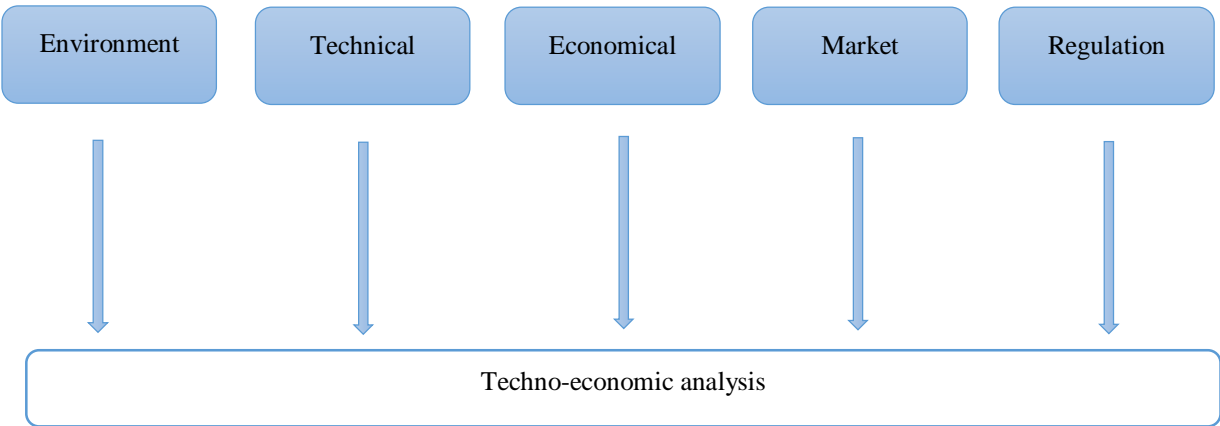 Environment
Technical
Economical
Market
Regulation
Techno-economic analysis